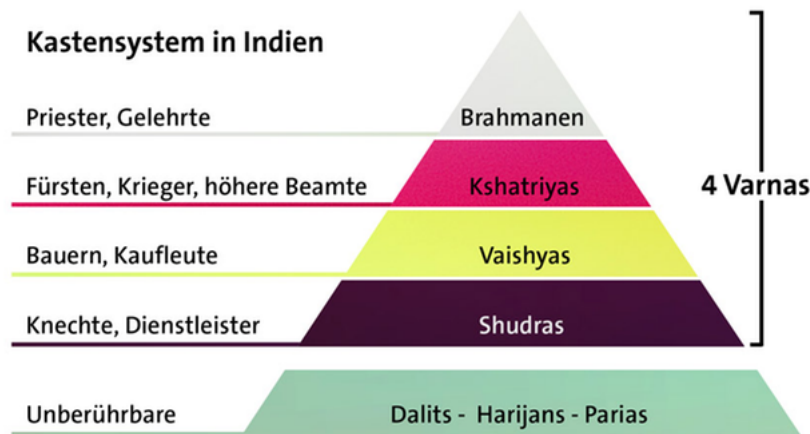 Kastensystem in Indien
Priester, Gelehrte
Brahmanen
Fürsten, Krieger, höhere Beamte
Kshatriyas
4 Varnas
Bauern, Kaufleute
Vaishyas
Knechte, Dienstleister
Shudras
Unberührbare
Dalits - Harijans - Parias